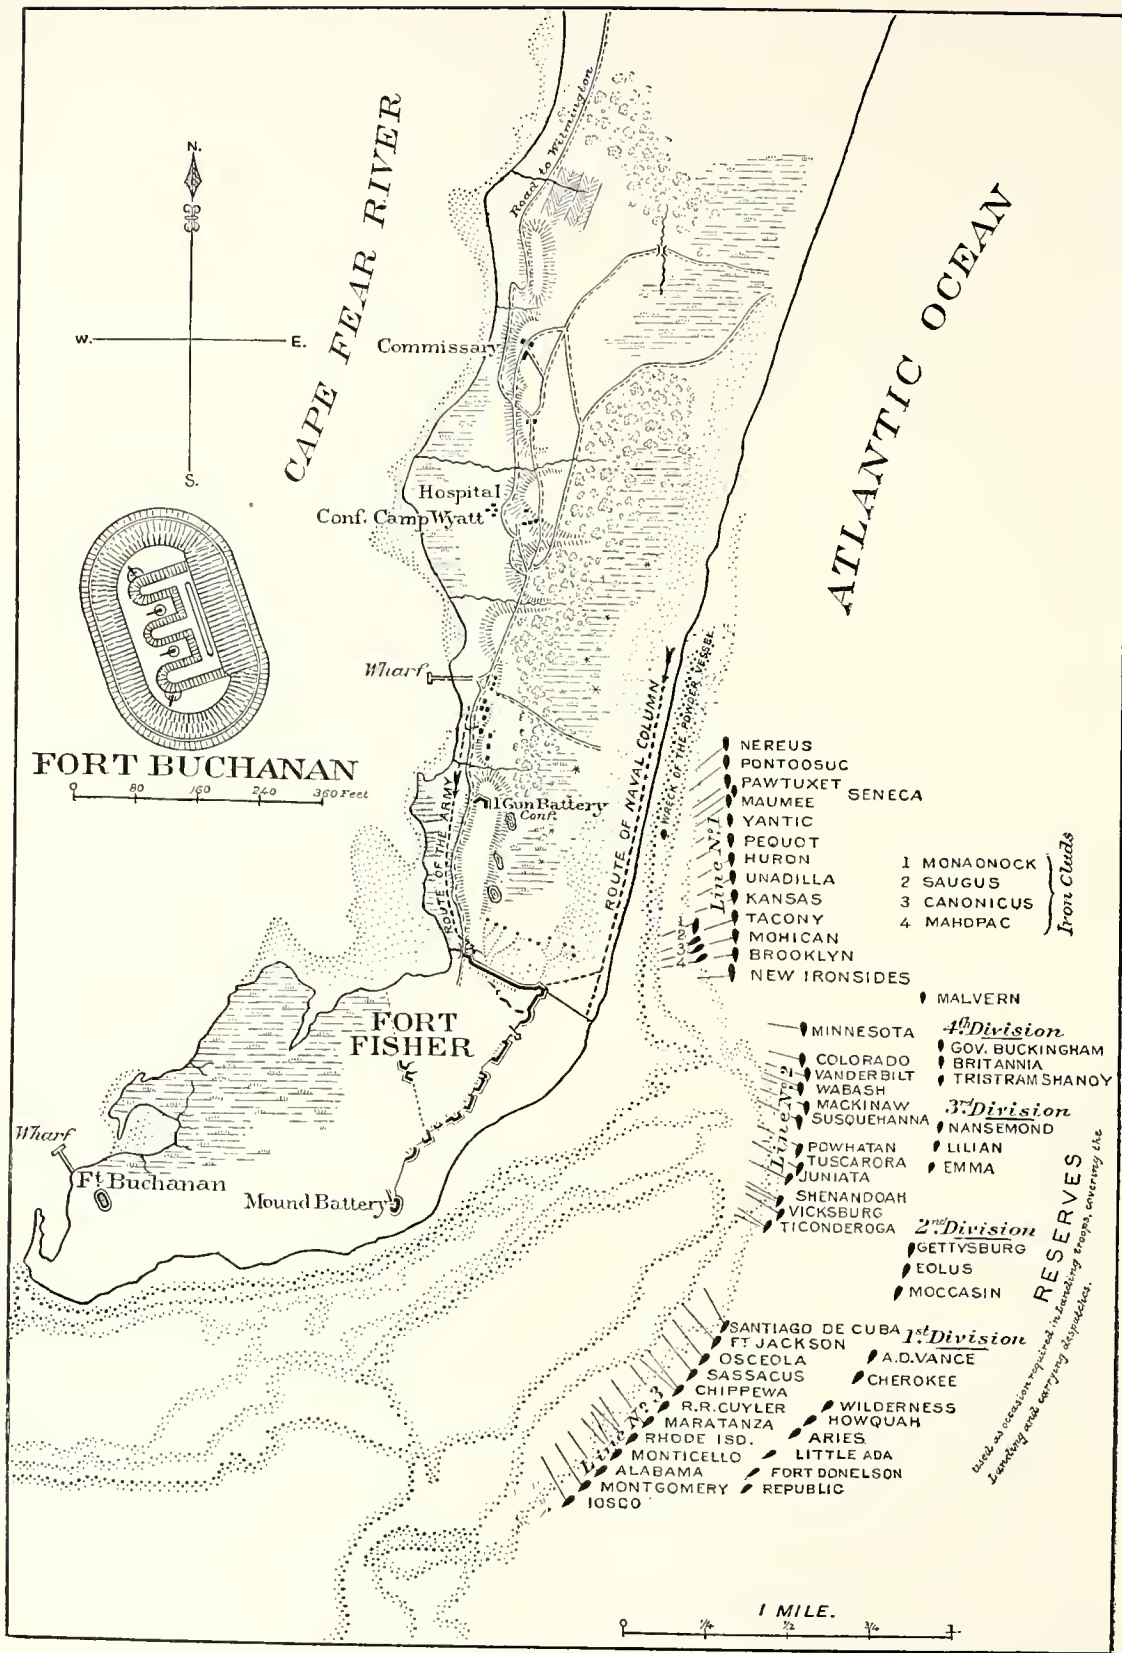 N.
W.
E.
S.
CAPE FEAR RIVER
Road to Wilmington
ATLANTIC OCEAN
Commissary
Hospital
Conf. Camp Wyatt
Wharf
FORT BUCHANAN
0 80 160 240 360 Feet
1 Gun Battery
Conf.
ROUTE OF THE ARMY
ROUTE OF NAVAL COLUMN
WRECK OF THE POWDER VESSEL
NEREUS
PONTOOSUC
PAWTUXET
SENECA
MAUMEE
YANTIC
PEQUOT
HURON
UNADILLA
KANSAS
TACONY
MOHICAN
BROOKLYN
NEW IRONSIDES
Line No. 1
1
2
3
4
1 MONAONOCK
2 SAUGUS
3 CANONICUS
4 MAHOPAC
Iron Clads
MALVERN
FORT
FISHER
MINNESOTA
COLORADO
VANDERBILT
WABASH
MACKINAW
SUSQUEHANNA
POWHATAN
TUSCARORA
JUNIATA
SHENANDOAH
VICKSBURG
TICONDEROGA
Line No. 2
4th Division
GOV. BUCKINGHAM
BRITANNIA
TRISTRAM SHANDY
3rd Division
NANSEMOND
LILIAN
EMMA
2nd Division
GETTYSBURG
EOLUS
MOCCASIN
RESERVES
used as occasion required in landing troops, covering the
Landing and carrying despatches.
Wharf
Ft. Buchanan
Mound Battery
SANTIAGO DE CUBA
FT. JACKSON
OSCEOLA
SASSACUS
CHIPPEWA
R.R. CUYLER
MARATANZA
RHODE ISD.
MONTICELLO
ALABAMA
MONTGOMERY
IOSCO
Line No. 3
1st Division
A.D. VANCE
CHEROKEE
WILDERNESS
HOWQUAH
ARIES
LITTLE ADA
FORT DONELSON
REPUBLIC
1 MILE.
0 1/4 1/2 3/4 1